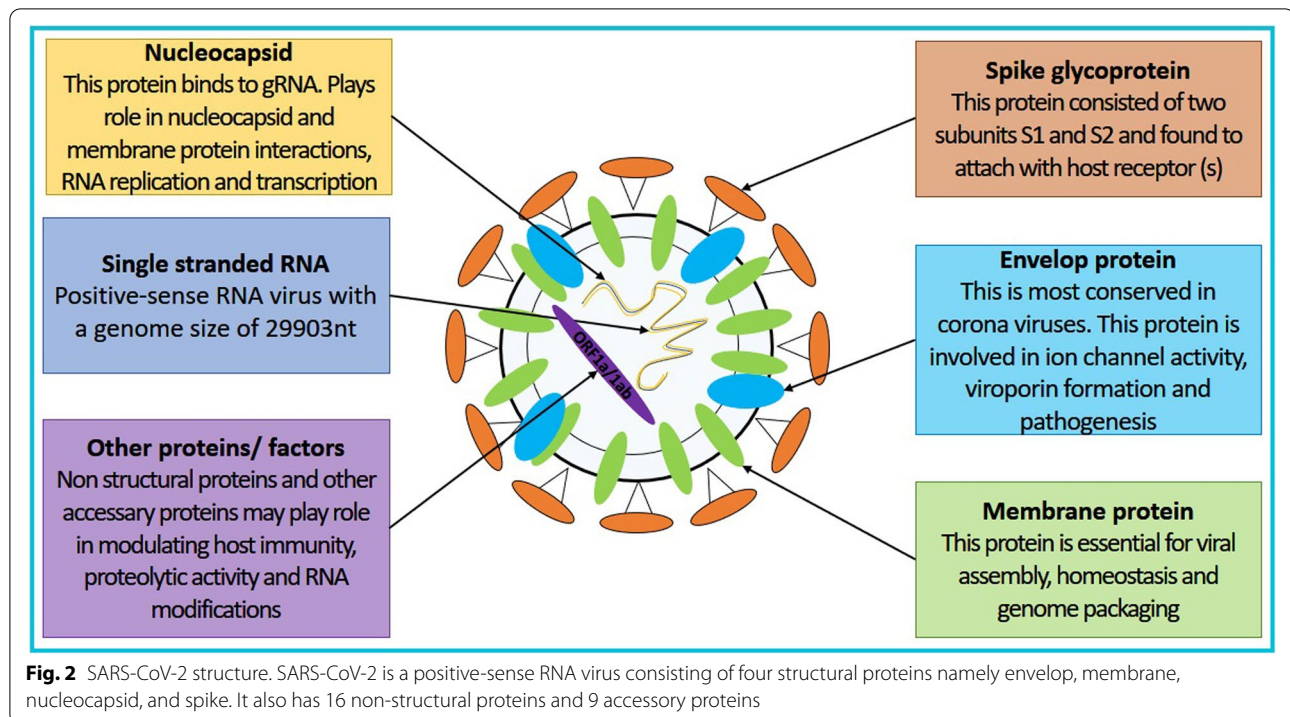 Nucleocapsid
This protein binds to gRNA. Plays
role in nucleocapsid and
membrane protein interactions,
RNA replication and transcription
Single stranded RNA
Positive-sense RNA virus with
a genome size of 29903nt
Other proteins/ factors
Non structural proteins and other
accessary proteins may play role
in modulating host immunity,
proteolytic activity and RNA
modifications
ORF1a/1ab
Spike glycoprotein
This protein consisted of two
subunits S1 and S2 and found to
attach with host receptor (s)
Envelop protein
This is most conserved in
corona viruses. This protein is
involved in ion channel activity,
viroporin formation and
pathogenesis
Membrane protein
This protein is essential for viral
assembly, homeostasis and
genome packaging
Fig. 2 SARS-CoV-2 structure. SARS-CoV-2 is a positive-sense RNA virus consisting of four structural proteins namely envelop, membrane,
nucleocapsid, and spike. It also has 16 non-structural proteins and 9 accessory proteins